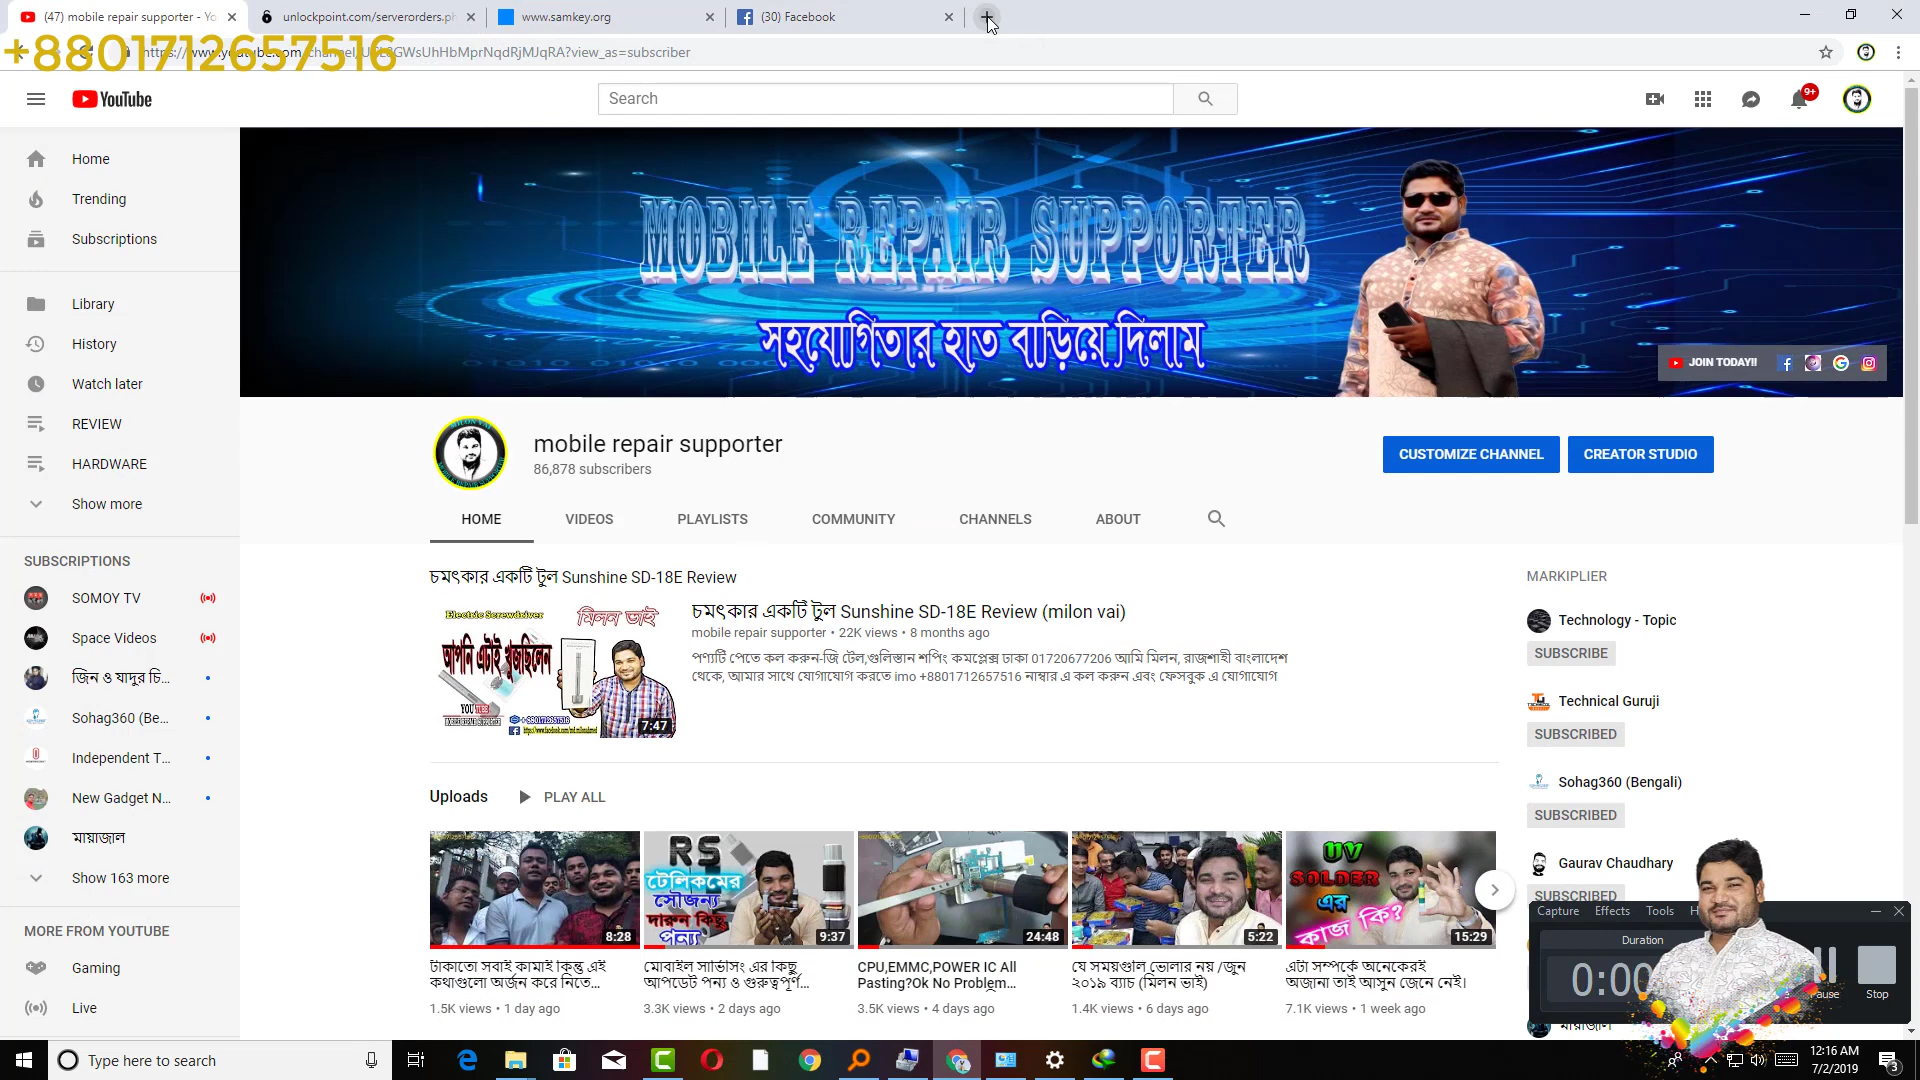 (47) mobile repair supporter - Yo
unlockpoint.com/serverorders.ph
www.samkey.org
(30) Facebook
+8801712657516
YouTube
Search
9+
Home
Trending
Subscriptions
Library
History
Watch later
REVIEW
HARDWARE
Show more
SUBSCRIPTIONS
SOMOY TV
Space Videos
জিন ও যাদুর চি...
Sohag360 (Be...
Independent T...
New Gadget N...
মায়াজাল
Show 163 more
MORE FROM YOUTUBE
Gaming
Live
MOBILE REPAIR SUPPORTER
সহযোগিতার হাত বাড়িয়ে দিলাম
JOIN TODAY!!
mobile repair supporter
86,878 subscribers
CUSTOMIZE CHANNEL
CREATOR STUDIO
HOME
VIDEOS
PLAYLISTS
COMMUNITY
CHANNELS
ABOUT
চমৎকার একটি টুল Sunshine SD-18E Review
Electric Screwdriver
মিলন ভাই
আপনি এটাই খুজছিলেন
YOU TUBE
MOBILE REPAIR SUPPORTER
7:47
চমৎকার একটি টুল Sunshine SD-18E Review (milon vai)
mobile repair supporter • 22K views • 8 months ago
পণ্যটি পেতে কল করুন-জি টেল,গুলিস্তান শপিং কমপ্লেক্স ঢাকা 01720677206 আমি মিলন, রাজশাহী বাংলাদেশ
থেকে, আমার সাথে যোগাযোগ করতে imo +8801712657516 নাম্বার এ কল করুন এবং ফেসবুক এ যোগাযোগ
Uploads
PLAY ALL
8:28
টাকাতো সবাই কামাই কিন্তু এই
কথাগুলো অর্জন করে নিতে...
1.5K views • 1 day ago
RS
টেলিকমের
সৌজন্য
দারুন কিছু
পন্য
9:37
মোবাইল সার্ভিসিং এর কিছু
আপডেট পন্য ও গুরুত্বপূর্ণ...
3.3K views • 2 days ago
24:48
CPU,EMMC,POWER IC All
Pasting?Ok No Problem...
3.5K views • 4 days ago
5:22
যে সময়গুলি ভোলার নয় /জুন
২০১৯ ব্যাচ (মিলন ভাই)
1.4K views • 6 days ago
UV
SOLDER
এর
কাজ কি?
15:29
এটা সম্পর্কে অনেকেরই
অজানা তাই আসুন জেনে নেই।
7.1K views • 1 week ago
MARKIPLIER
Technology - Topic
SUBSCRIBE
Technical Guruji
SUBSCRIBED
Sohag360 (Bengali)
SUBSCRIBED
Gaurav Chaudhary
SUBSCRIBED
মায়াজাল
Capture
Effects
Tools
Duration
0:00
Stop
Type here to search
12:16 AM
7/2/2019
3